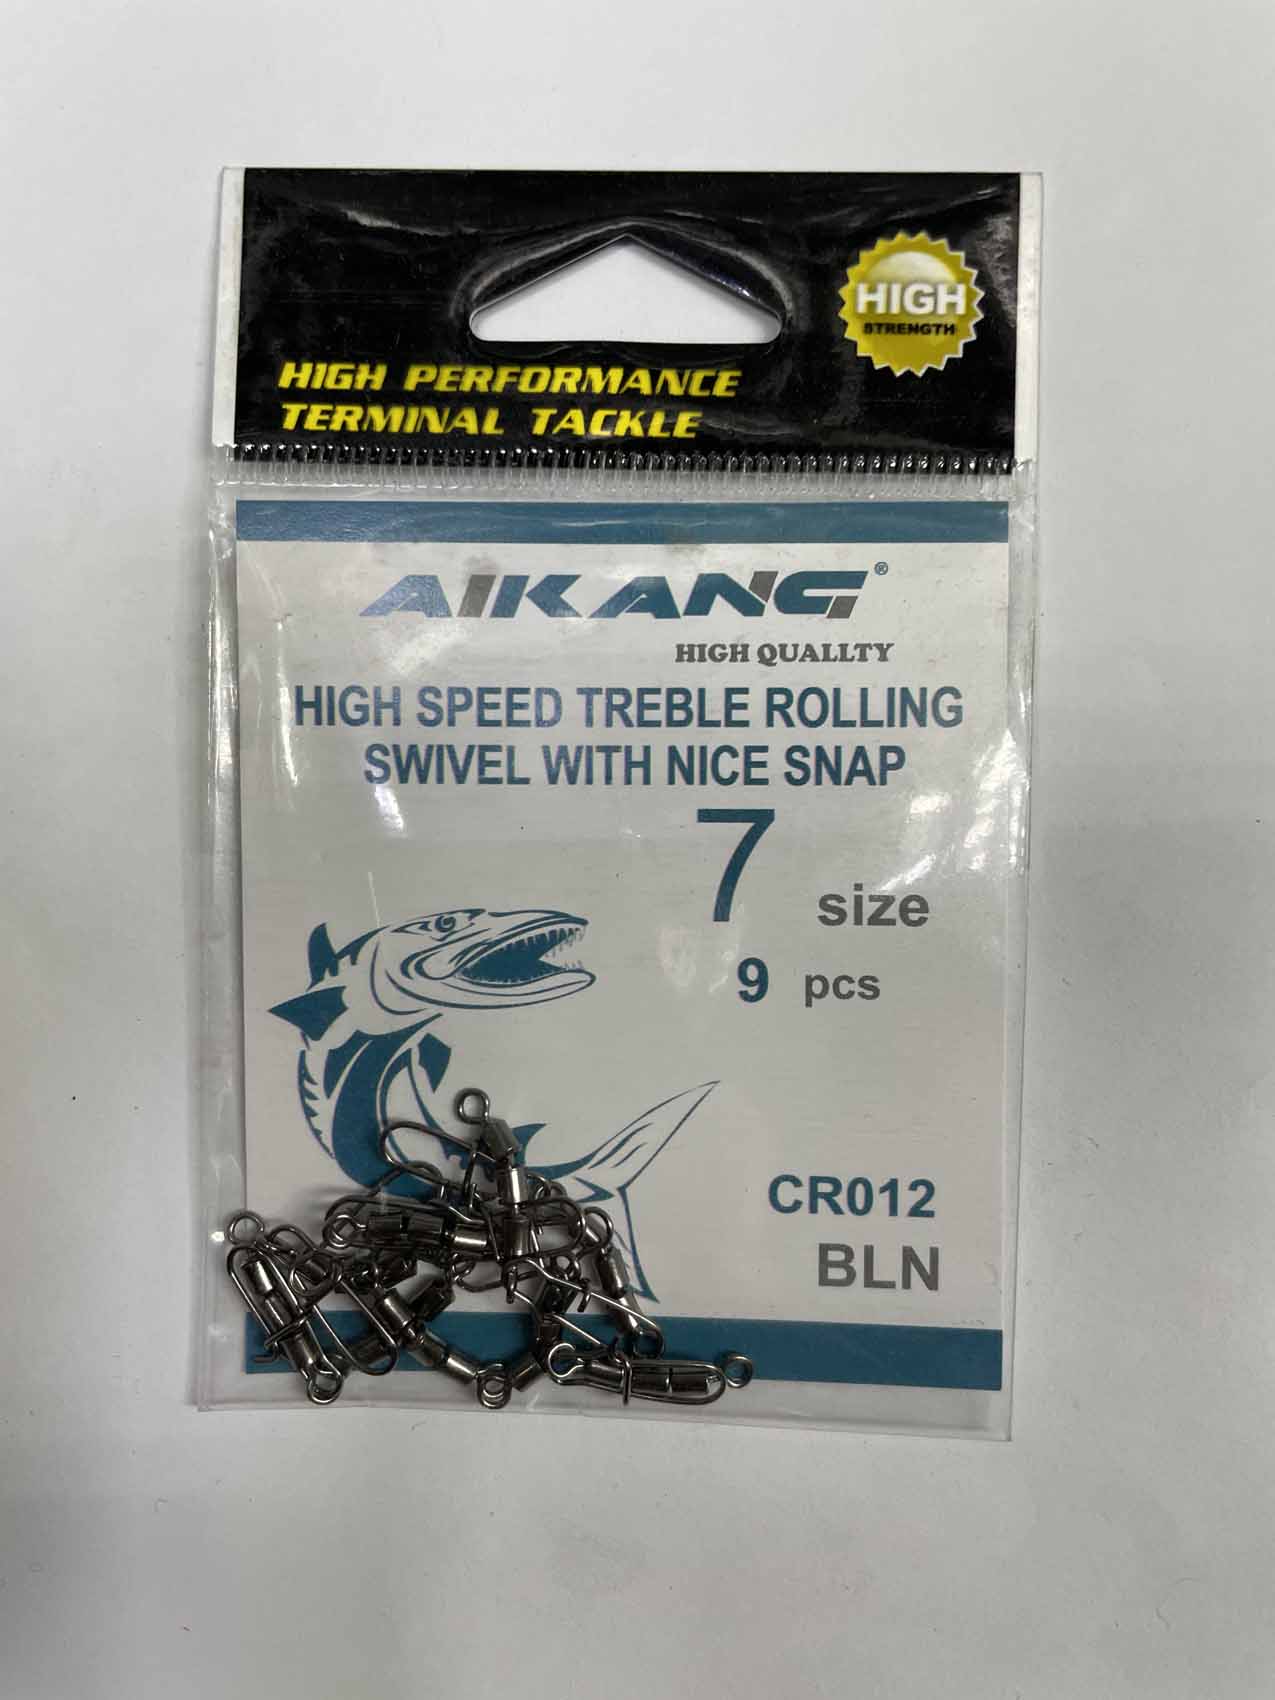 HIGH
STRENGTH
HIGH PERFORMANCE
TERMINAL TACKLE
AIKANG®
HIGH QUALLTY
HIGH SPEED TREBLE ROLLING
SWIVEL WITH NICE SNAP
7 size
9 pcs
CR012
BLN